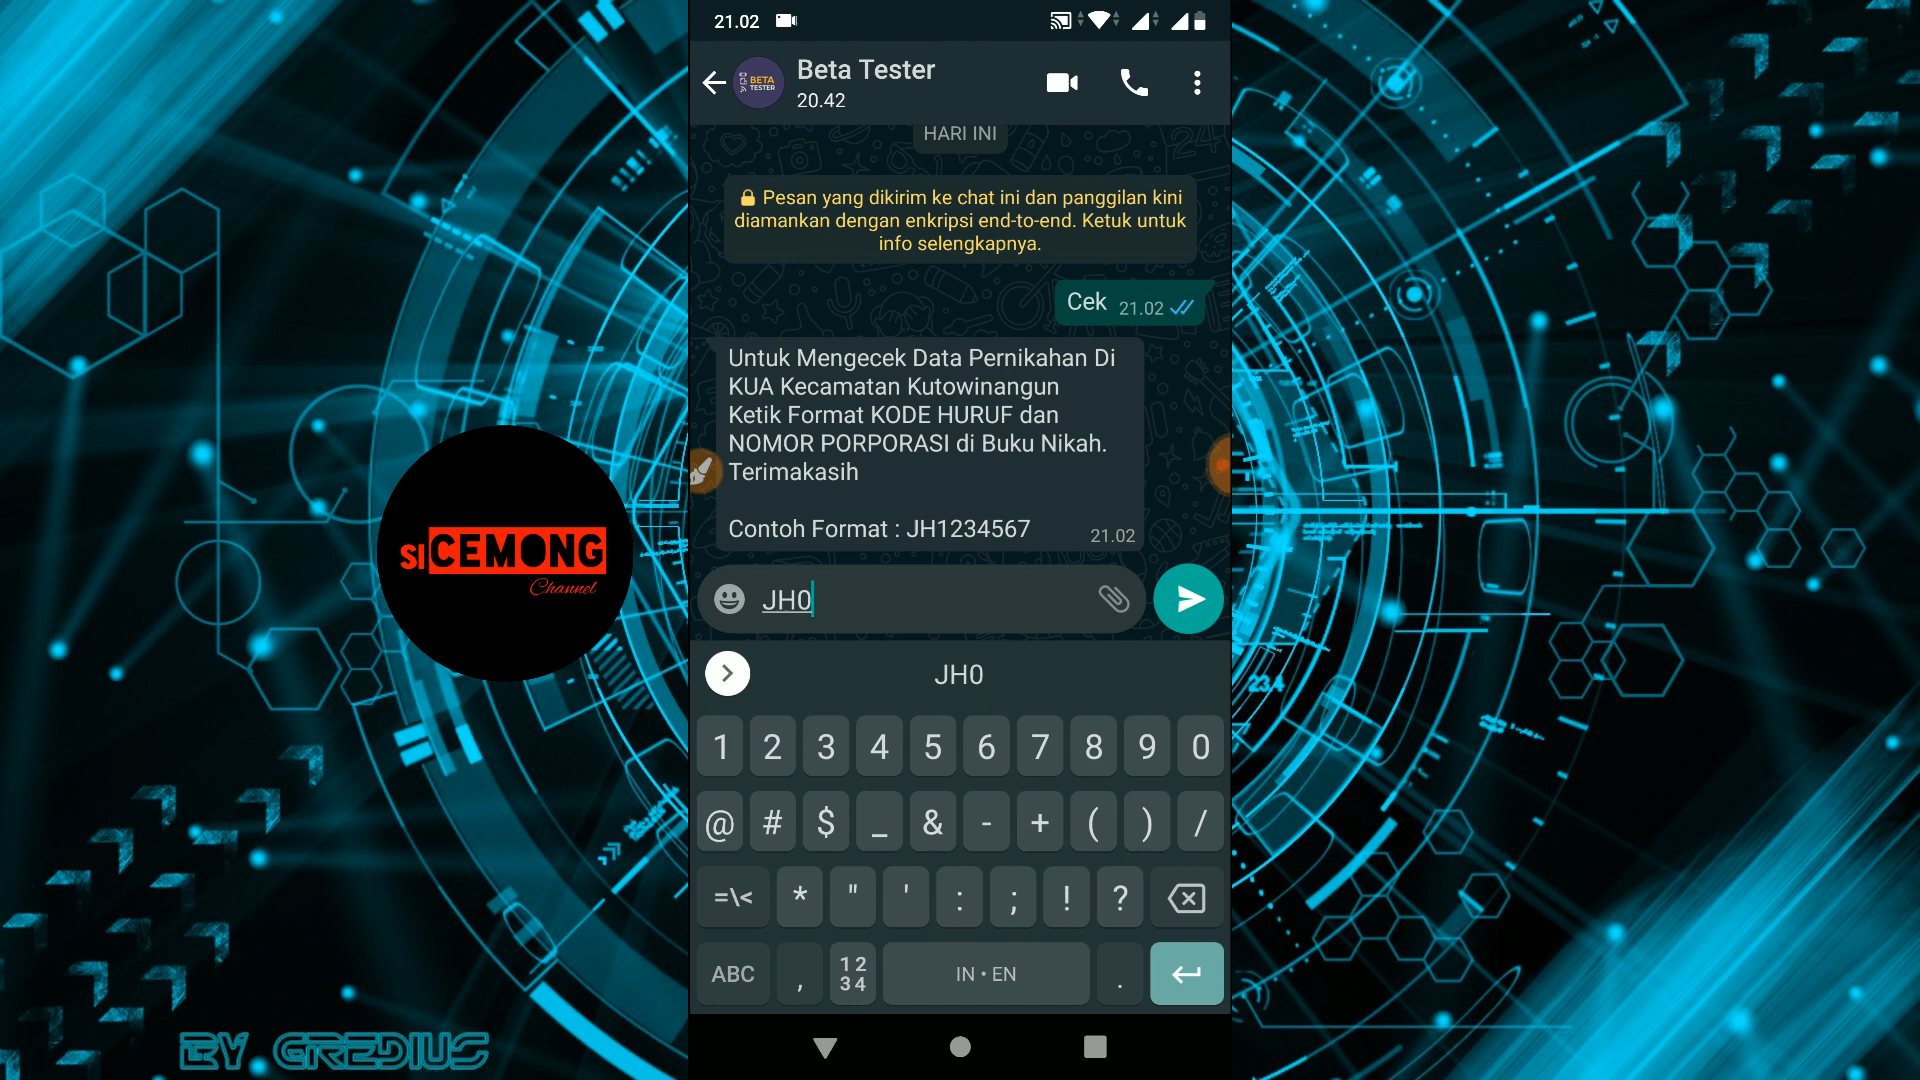 21.02
Beta Tester
20.42
BETA
TESTER
HARI INI
Pesan yang dikirim ke chat ini dan panggilan kini
diamankan dengan enkripsi end-to-end. Ketuk untuk
info selengkapnya.
Cek 21.02
Untuk Mengecek Data Pernikahan Di
KUA Kecamatan Kutowinangun
Ketik Format KODE HURUF dan
NOMOR PORPORASI di Buku Nikah.
Terimakasih
Contoh Format : JH1234567 21.02
JH0
JH0
1 2 3 4 5 6 7 8 9 0
@ # $ _ & - + ( ) /
=\< * " ' : ; ! ?
ABC , 12 34 IN • EN .
SI CEMONG
Channel
23.4
BY GREDIUS